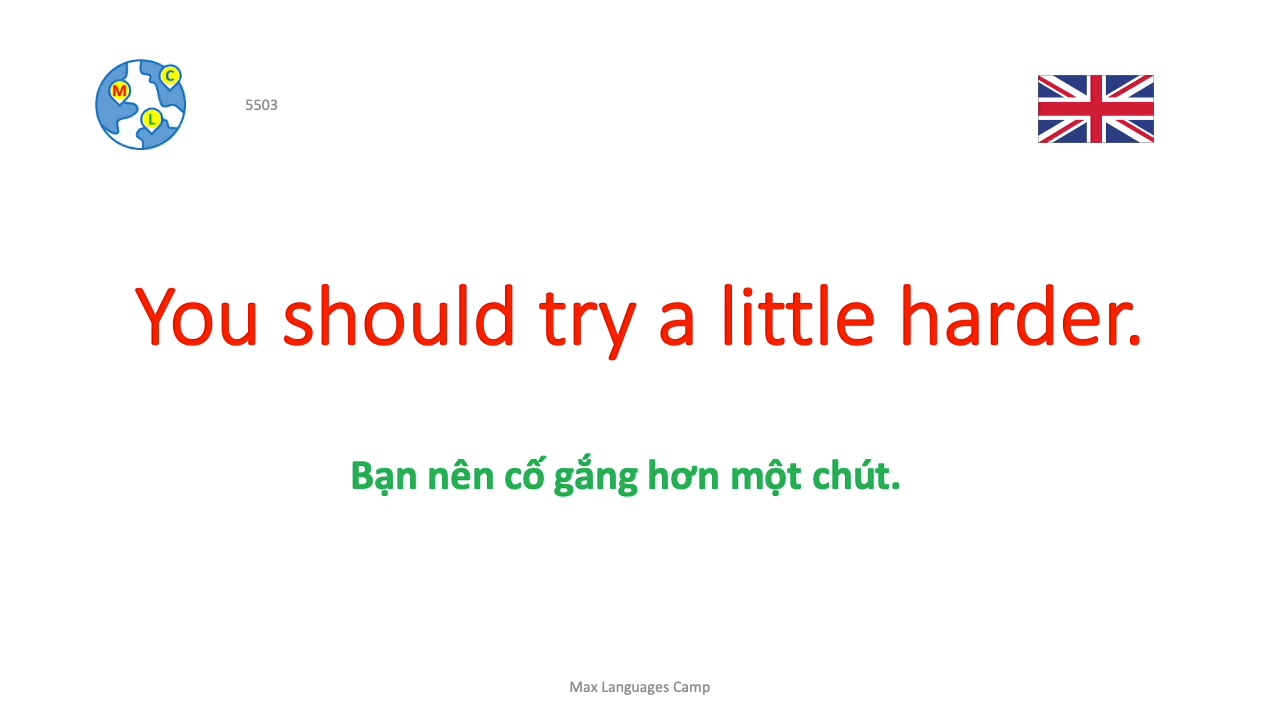 C
M
L
5503
You should try a little harder.
Bạn nên cố gắng hơn một chút.
Max Languages Camp